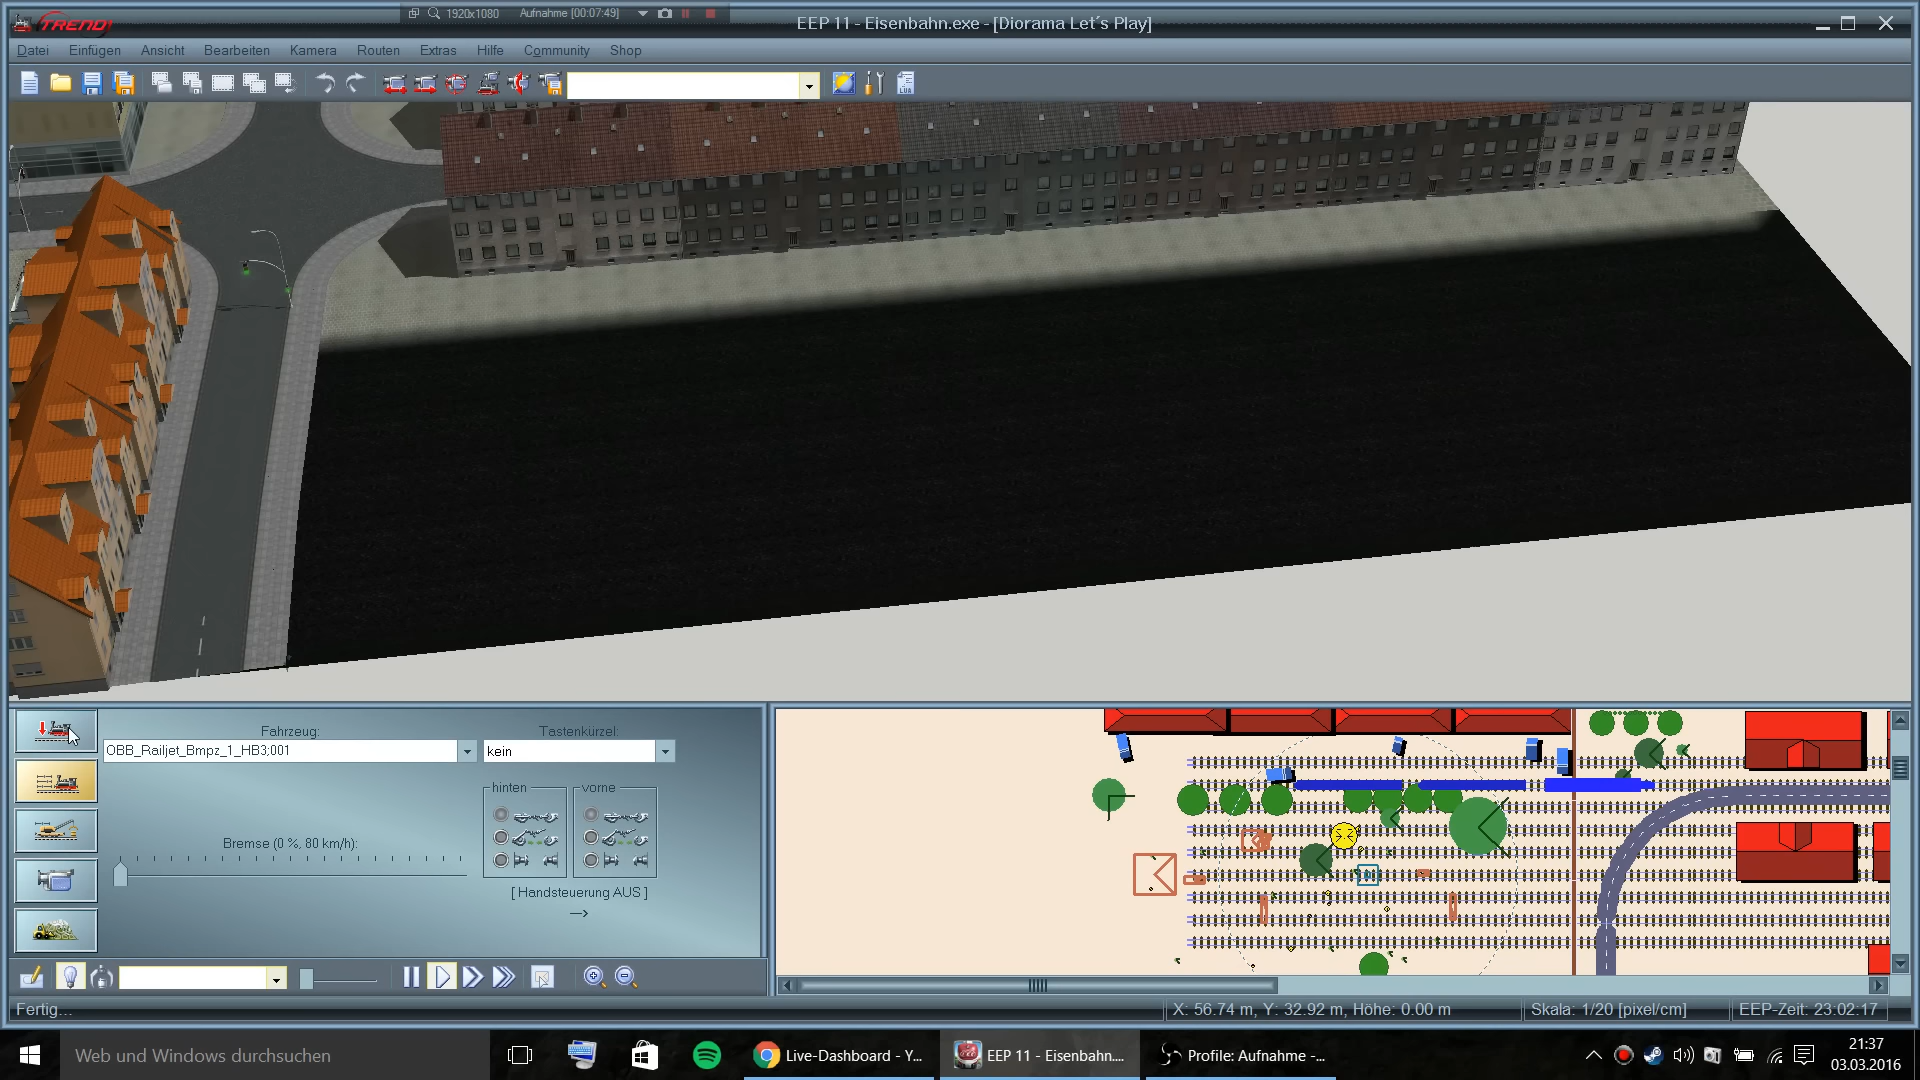 1920x1080 Aufnahme [00:07:49]
TREND
EEP 11 - Eisenbahn.exe - [Diorama Let´s Play]
Datei Einfügen Ansicht Bearbeiten Kamera Routen Extras Hilfe Community Shop
LUA
Fahrzeug: Tastenkürzel:
OBB_Railjet_Bmpz_1_HB3;001 kein
hinten vorne
Bremse (0 %, 80 km/h):
[ Handsteuerung AUS ]
-->
Fertig...
X: 56.74 m, Y: 32.92 m, Höhe: 0.00 m Skala: 1/20 [pixel/cm] EEP-Zeit: 23:02:17
Web und Windows durchsuchen
Live-Dashboard - Y...
EEP 11 - Eisenbahn....
Profile: Aufnahme -...
21:37
03.03.2016